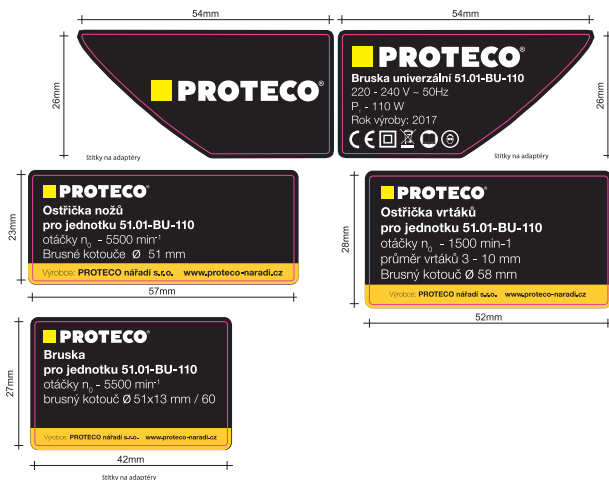 54mm
54mm
26mm
PROTECO®
PROTECO®
Bruska univerzální 51.01-BU-110
220 - 240 V ~ 50Hz
P, - 110 W
Rok výroby: 2017
26mm
štítky na adaptéry
štítky na adaptéry
23mm
PROTECO®
Ostřička nožů
pro jednotku 51.01-BU-110
otáčky n₀ - 5500 min⁻¹
Brusné kotouče Ø 51 mm
Výrobce: PROTECO nářadí s.r.o. www.proteco-naradi.cz
57mm
28mm
PROTECO®
Ostřička vrtáků
pro jednotku 51.01-BU-110
otáčky n₀ - 1500 min-1
průměr vrtáků 3 - 10 mm
Brusný kotouč Ø 58 mm
Výrobce: PROTECO nářadí s.r.o. www.proteco-naradi.cz
52mm
27mm
PROTECO®
Bruska
pro jednotku 51.01-BU-110
otáčky n₀ - 5500 min⁻¹
brusný kotouč Ø 51x13 mm / 60
Výrobce: PROTECO nářadí s.r.o. www.proteco-naradi.cz
42mm
štítky na adaptéry